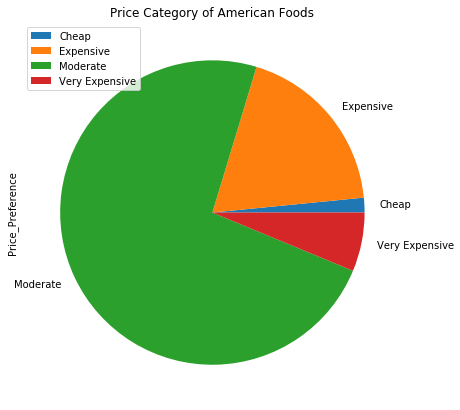 Price Category of American Foods
Cheap
Expensive
Moderate
Very Expensive
Expensive
Cheap
Price_Preference
Very Expensive
Moderate